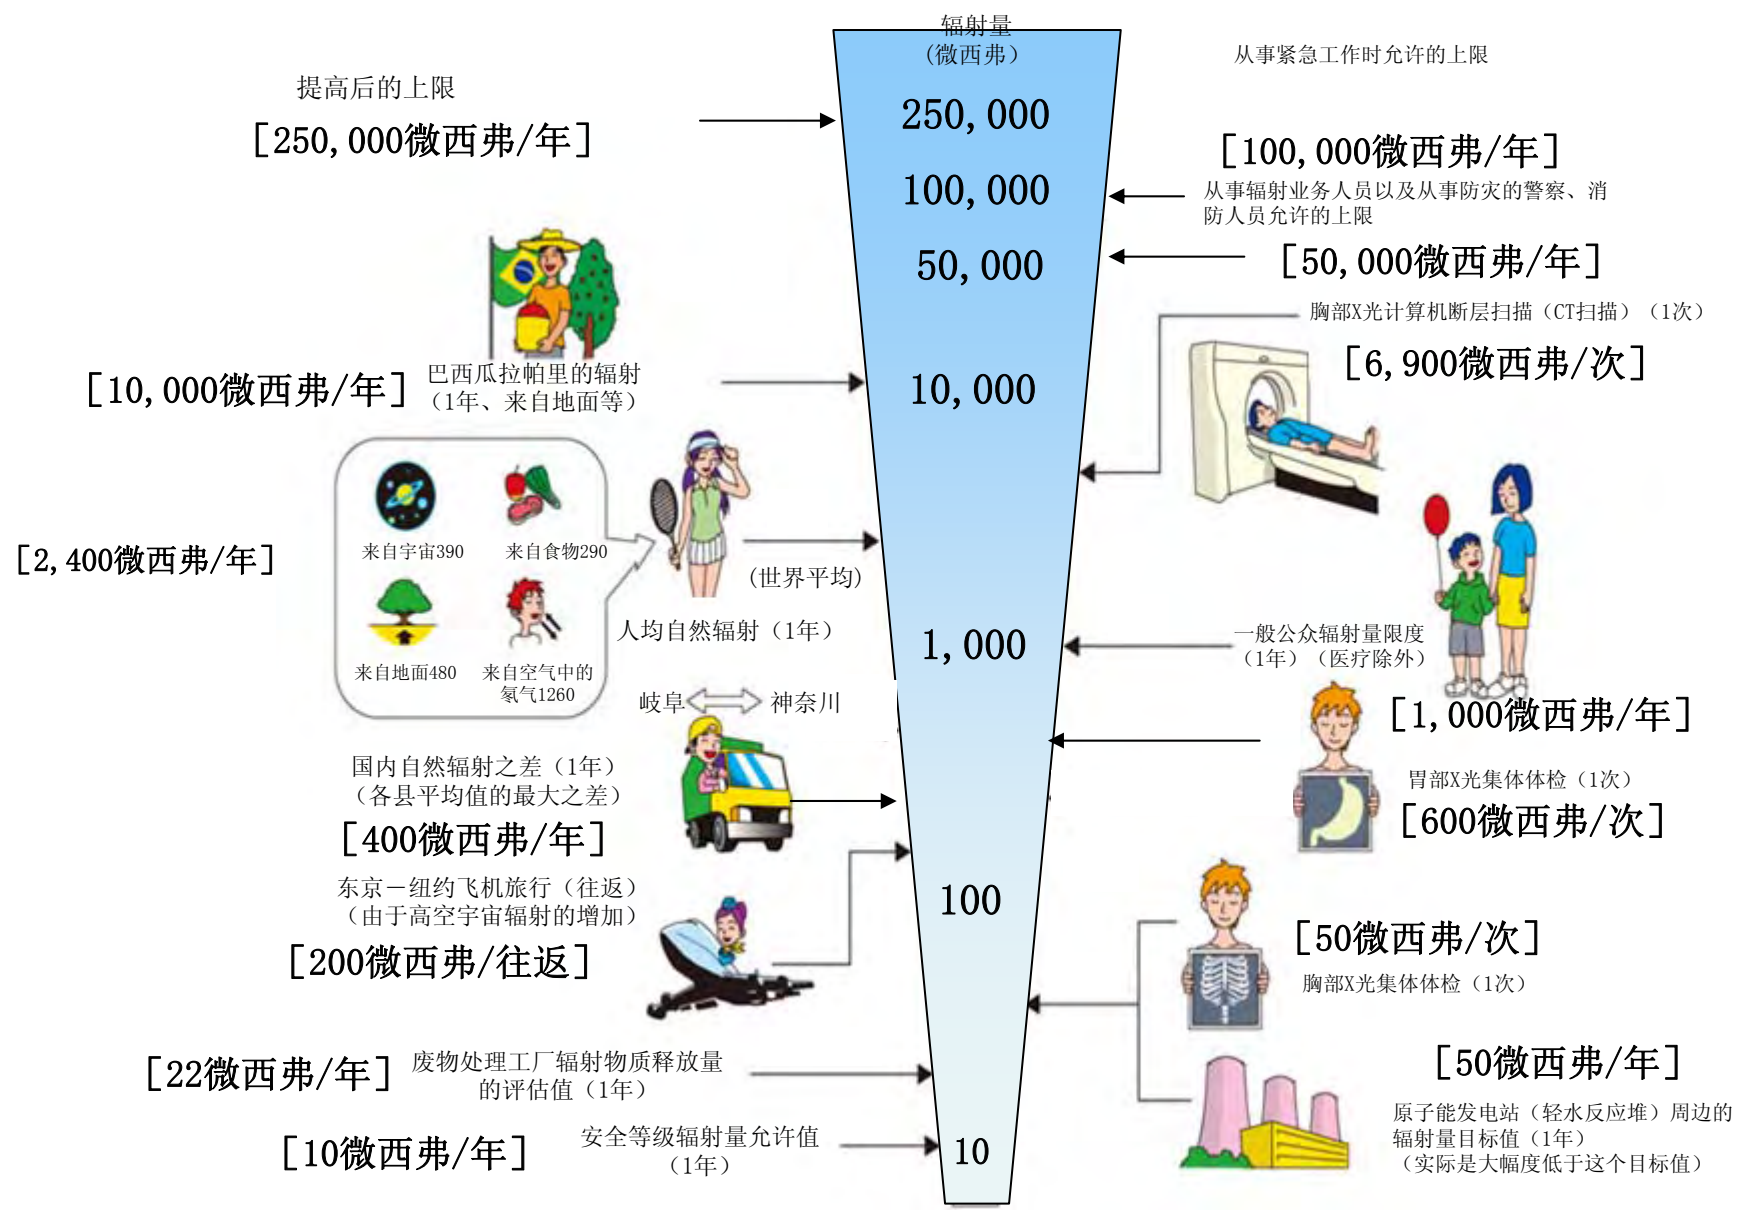 辐射量
(微西弗）
250,000
100,000
50,000
10,000
1,000
100
10
提高后的上限
[250,000微西弗/年]
[10,000微西弗/年]
巴西瓜拉帕里的辐射
（1年、来自地面等）
来自宇宙390
来自食物290
来自地面480
来自空气中的
氡气1260
[2,400微西弗/年]
(世界平均)
人均自然辐射（1年）
岐阜
神奈川
国内自然辐射之差（1年）
（各县平均值的最大之差）
[400微西弗/年]
东京－纽约飞机旅行（往返）
（由于高空宇宙辐射的增加）
[200微西弗/往返]
[22微西弗/年]
废物处理工厂辐射物质释放量
的评估值（1年）
[10微西弗/年]
安全等级辐射量允许值
（1年）
从事紧急工作时允许的上限
[100,000微西弗/年]
从事辐射业务人员以及从事防灾的警察、消
防人员允许的上限
[50,000微西弗/年]
胸部X光计算机断层扫描（CT扫描）（1次）
[6,900微西弗/次]
一般公众辐射量限度
（1年）（医疗除外）
[1,000微西弗/年]
胃部X光集体体检（1次）
[600微西弗/次]
[50微西弗/次]
胸部X光集体体检（1次）
[50微西弗/年]
原子能发电站（轻水反应堆）周边的
辐射量目标值（1年）
（实际是大幅度低于这个目标值）